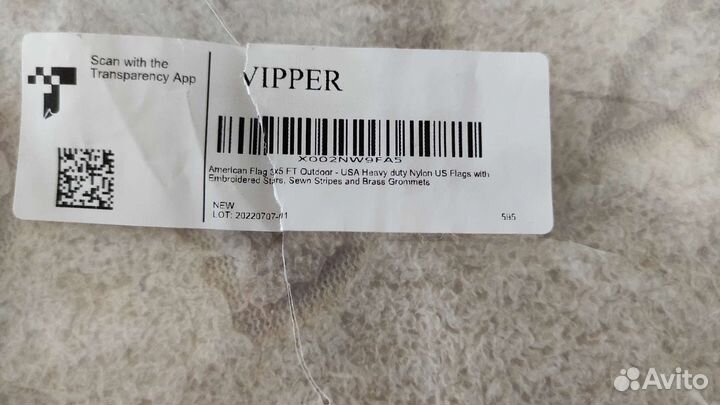 Scan with the
Transparency App
VIPPER
X002NW9FA5
American Flag 3x5 FT Outdoor - USA Heavy duty Nylon US Flags with
Embroidered Stars, Sewn Stripes and Brass Grommets
NEW
LOT: 20220707-01
595
Avito